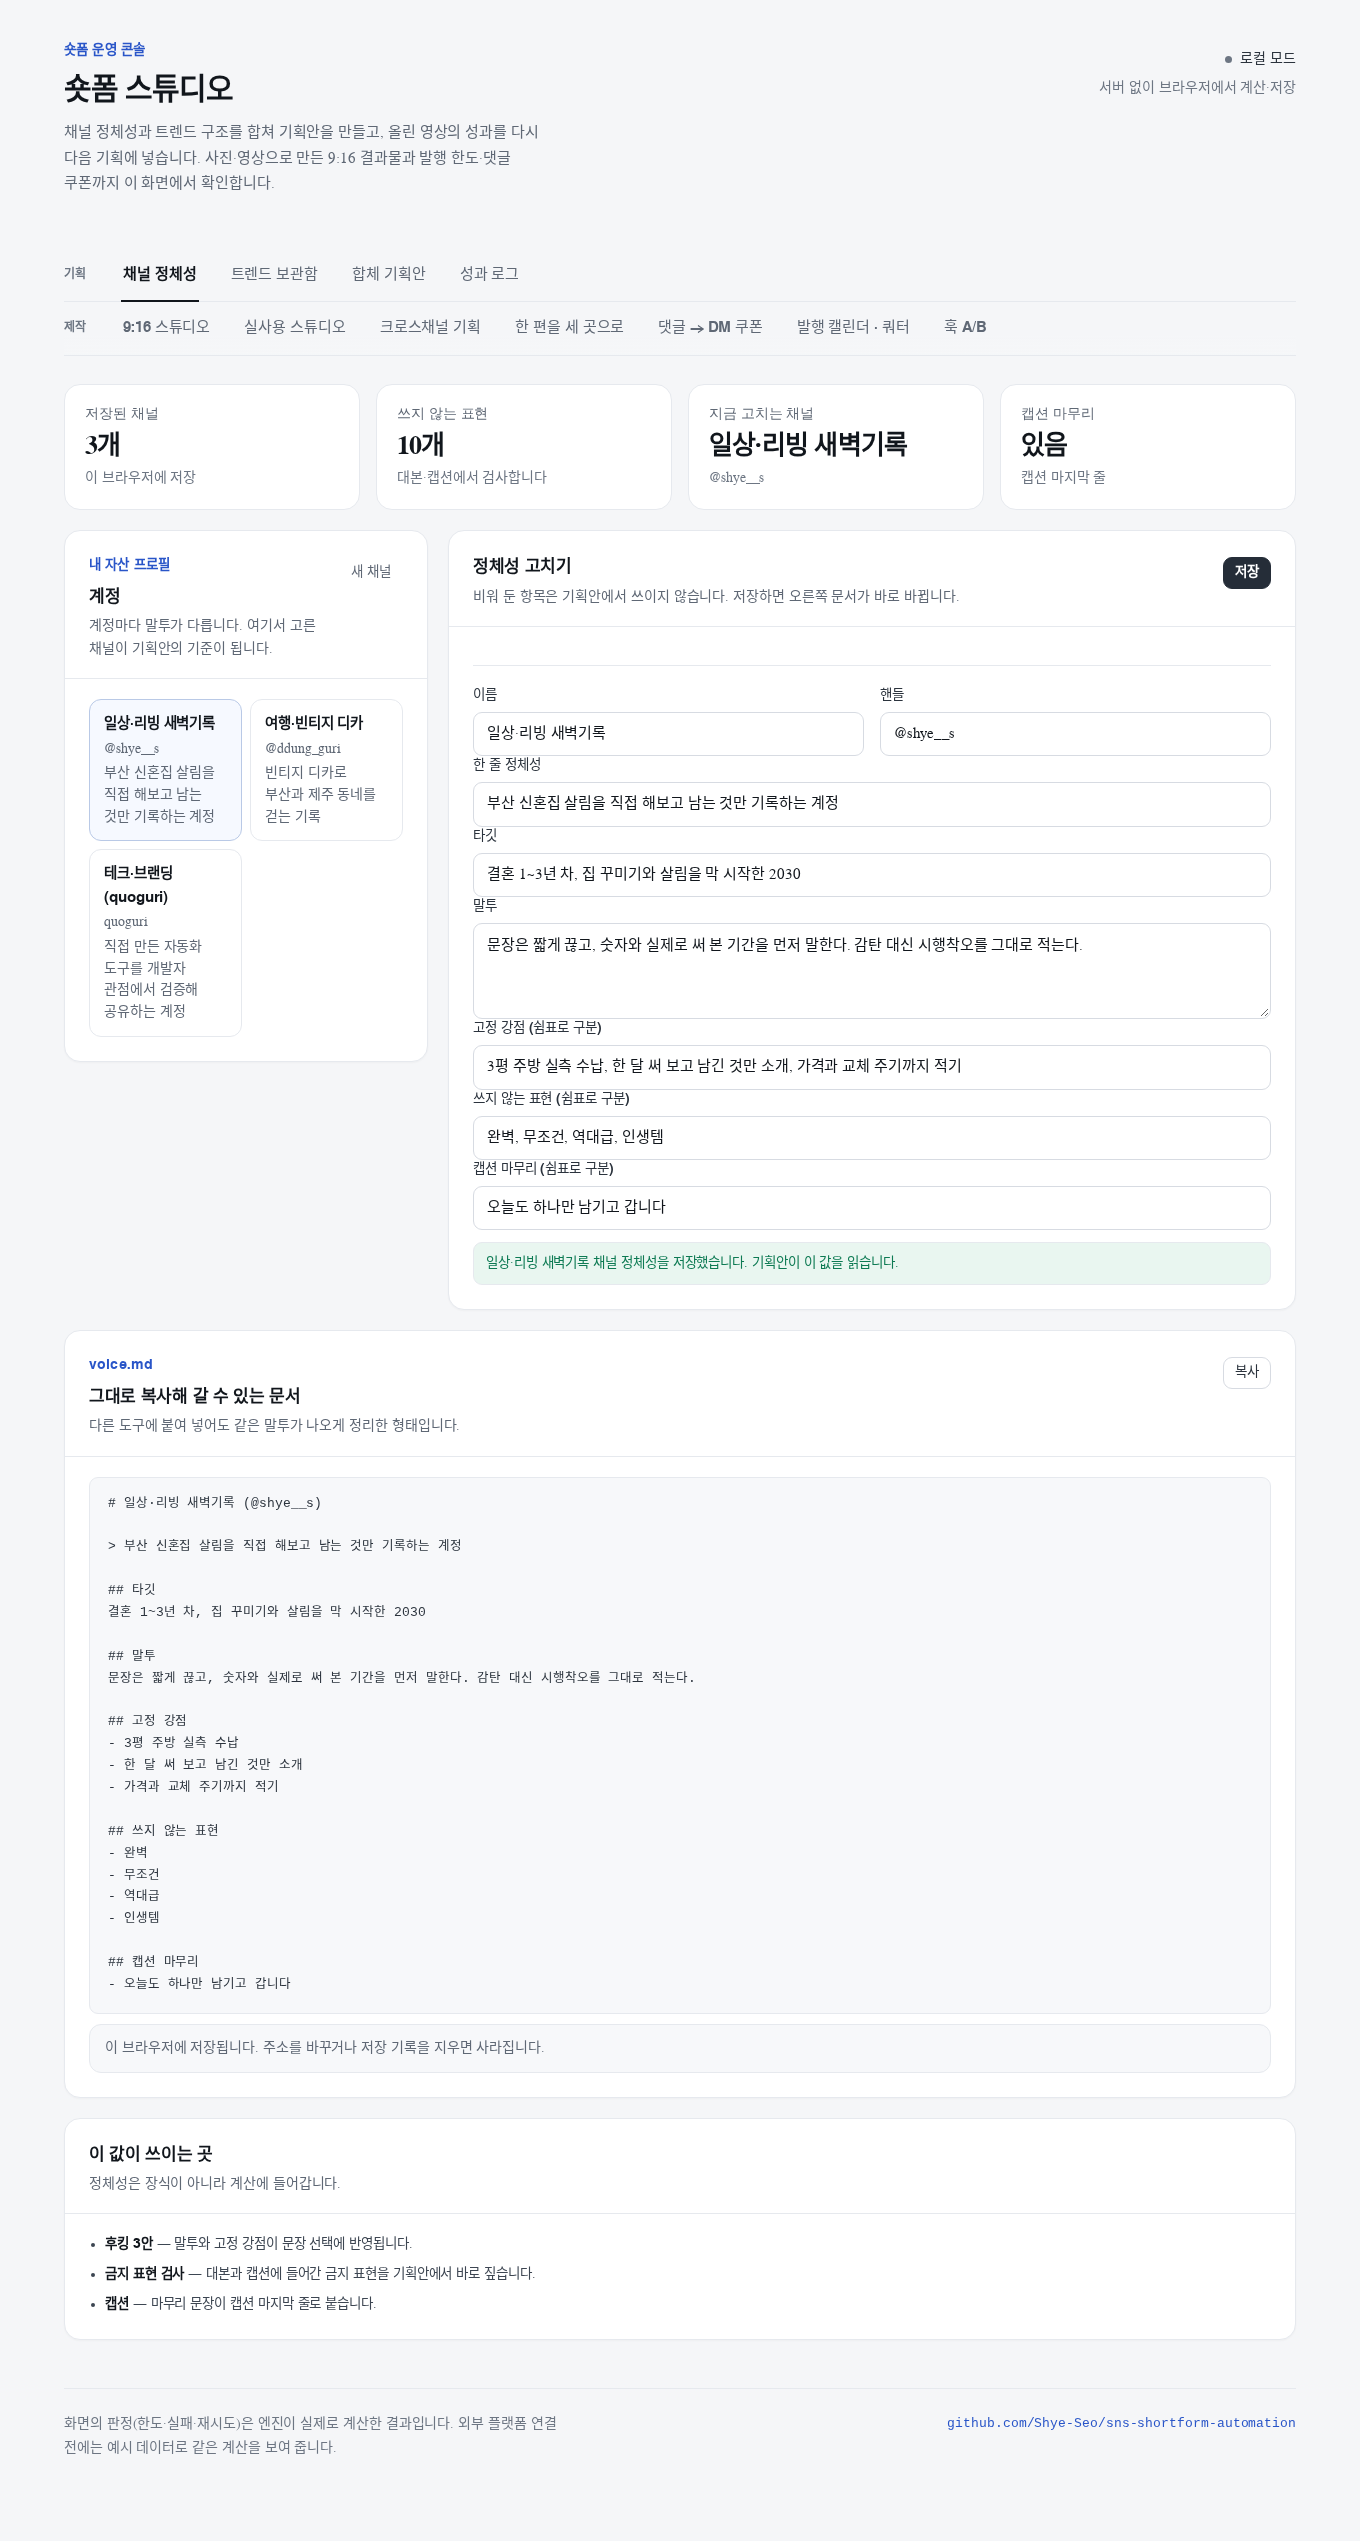 숏폼 운영 콘솔
숏폼 스튜디오
채널 정체성과 트렌드 구조를 합쳐 기획안을 만들고, 올린 영상의 성과를 다시
다음 기획에 넣습니다. 사진·영상으로 만든 9:16 결과물과 발행 한도·댓글
쿠폰까지 이 화면에서 확인합니다.
로컬 모드
서버 없이 브라우저에서 계산·저장
기획 채널 정체성 트렌드 보관함 합체 기획안 성과 로그
제작 9:16 스튜디오 실사용 스튜디오 크로스채널 기획 한 편을 세 곳으로 댓글 → DM 쿠폰 발행 캘린더 · 쿼터 훅 A/B
저장된 채널
3개
이 브라우저에 저장
쓰지 않는 표현
10개
대본·캡션에서 검사합니다
지금 고치는 채널
일상·리빙 새벽기록
@shye__s
캡션 마무리
있음
캡션 마지막 줄
내 자산 프로필
계정
계정마다 말투가 다릅니다. 여기서 고른
채널이 기획안의 기준이 됩니다.
새 채널
일상·리빙 새벽기록
@shye__s
부산 신혼집 살림을
직접 해보고 남는
것만 기록하는 계정
여행·빈티지 디카
@ddung_guri
빈티지 디카로
부산과 제주 동네를
걷는 기록
테크·브랜딩
(quoguri)
quoguri
직접 만든 자동화
도구를 개발자
관점에서 검증해
공유하는 계정
정체성 고치기
비워 둔 항목은 기획안에서 쓰이지 않습니다. 저장하면 오른쪽 문서가 바로 바뀝니다.
저장
이름
일상·리빙 새벽기록
핸들
@shye__s
한 줄 정체성
부산 신혼집 살림을 직접 해보고 남는 것만 기록하는 계정
타깃
결혼 1~3년 차, 집 꾸미기와 살림을 막 시작한 2030
말투
문장은 짧게 끊고, 숫자와 실제로 써 본 기간을 먼저 말한다. 감탄 대신 시행착오를 그대로 적는다.
고정 강점 (쉼표로 구분)
3평 주방 실측 수납, 한 달 써 보고 남긴 것만 소개, 가격과 교체 주기까지 적기
쓰지 않는 표현 (쉼표로 구분)
완벽, 무조건, 역대급, 인생템
캡션 마무리 (쉼표로 구분)
오늘도 하나만 남기고 갑니다
일상·리빙 새벽기록 채널 정체성을 저장했습니다. 기획안이 이 값을 읽습니다.
voice.md
그대로 복사해 갈 수 있는 문서
다른 도구에 붙여 넣어도 같은 말투가 나오게 정리한 형태입니다.
복사
# 일상·리빙 새벽기록 (@shye__s)
> 부산 신혼집 살림을 직접 해보고 남는 것만 기록하는 계정
## 타깃
결혼 1~3년 차, 집 꾸미기와 살림을 막 시작한 2030
## 말투
문장은 짧게 끊고, 숫자와 실제로 써 본 기간을 먼저 말한다. 감탄 대신 시행착오를 그대로 적는다.
## 고정 강점
- 3평 주방 실측 수납
- 한 달 써 보고 남긴 것만 소개
- 가격과 교체 주기까지 적기
## 쓰지 않는 표현
- 완벽
- 무조건
- 역대급
- 인생템
## 캡션 마무리
- 오늘도 하나만 남기고 갑니다
이 브라우저에 저장됩니다. 주소를 바꾸거나 저장 기록을 지우면 사라집니다.
이 값이 쓰이는 곳
정체성은 장식이 아니라 계산에 들어갑니다.
• 후킹 3안 — 말투와 고정 강점이 문장 선택에 반영됩니다.
• 금지 표현 검사 — 대본과 캡션에 들어간 금지 표현을 기획안에서 바로 짚습니다.
• 캡션 — 마무리 문장이 캡션 마지막 줄로 붙습니다.
화면의 판정(한도·실패·재시도)은 엔진이 실제로 계산한 결과입니다. 외부 플랫폼 연결
전에는 예시 데이터로 같은 계산을 보여 줍니다.
github.com/Shye-Seo/sns-shortform-automation